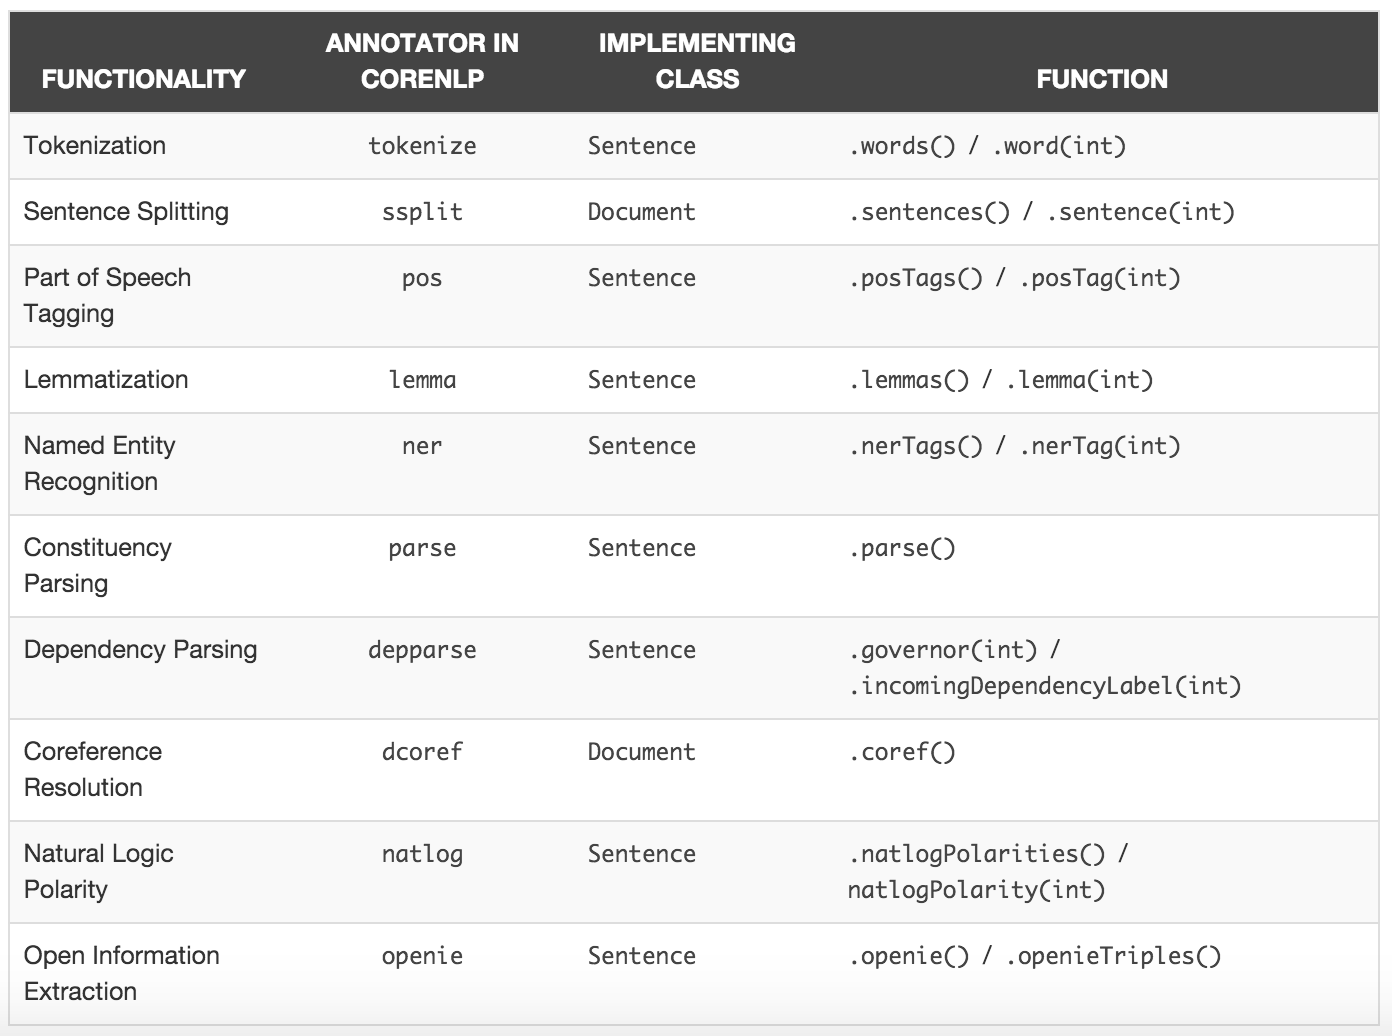 FUNCTIONALITY ANNOTATOR IN CORENLP IMPLEMENTING CLASS FUNCTION
Tokenization tokenize Sentence .words() / .word(int)
Sentence Splitting ssplit Document .sentences() / .sentence(int)
Part of Speech pos Sentence .posTags() / .posTag(int)
Tagging
Lemmatization lemma Sentence .lemmas() / .lemma(int)
Named Entity ner Sentence .nerTags() / .nerTag(int)
Recognition
Constituency parse Sentence .parse()
Parsing
Dependency Parsing depparse Sentence .governor(int) /
.incomingDependencyLabel(int)
Coreference dcoref Document .coref()
Resolution
Natural Logic natlog Sentence .natlogPolarities() /
Polarity natlogPolarity(int)
Open Information openie Sentence .openie() / .openieTriples()
Extraction